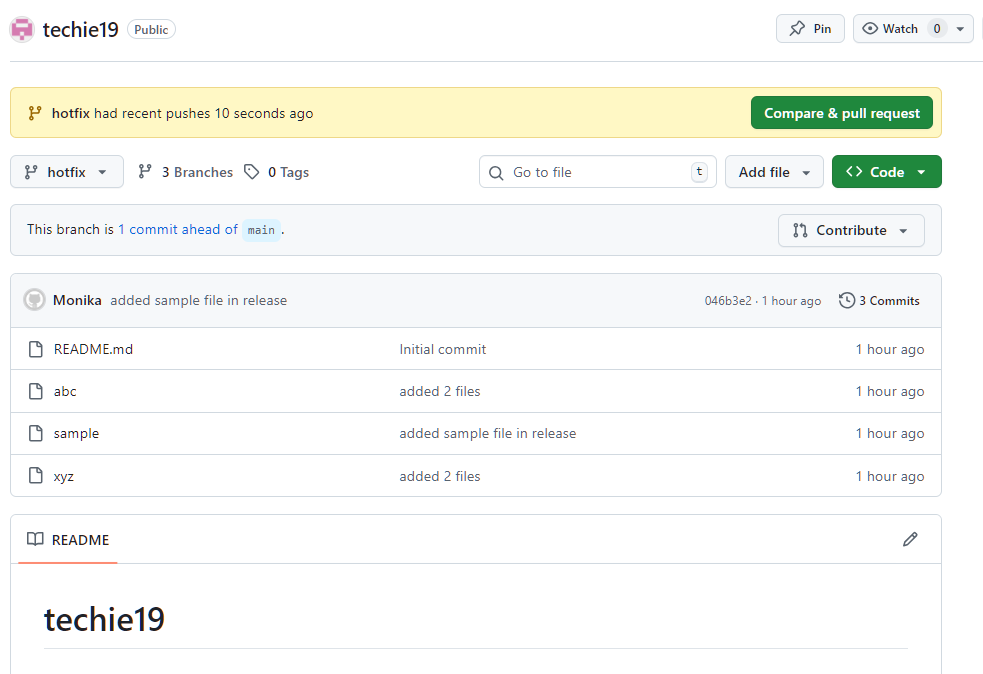 techie19 Public Pin Watch 0
hotfix had recent pushes 10 seconds ago Compare & pull request
hotfix 3 Branches 0 Tags Go to file t Add file Code
This branch is 1 commit ahead of main . Contribute
Monika added sample file in release 046b3e2 · 1 hour ago 3 Commits
README.md Initial commit 1 hour ago
abc added 2 files 1 hour ago
sample added sample file in release 1 hour ago
xyz added 2 files 1 hour ago
README
techie19